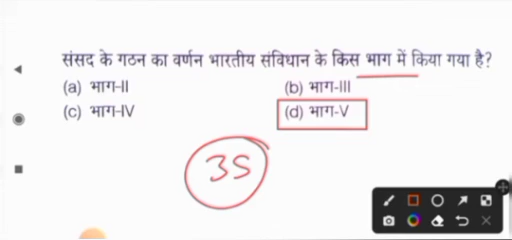 संसद के गठन का वर्णन भारतीय संविधान के किस भाग में किया गया है?
(a) भाग-II (b) भाग-III
(c) भाग-IV (d) भाग-V
35